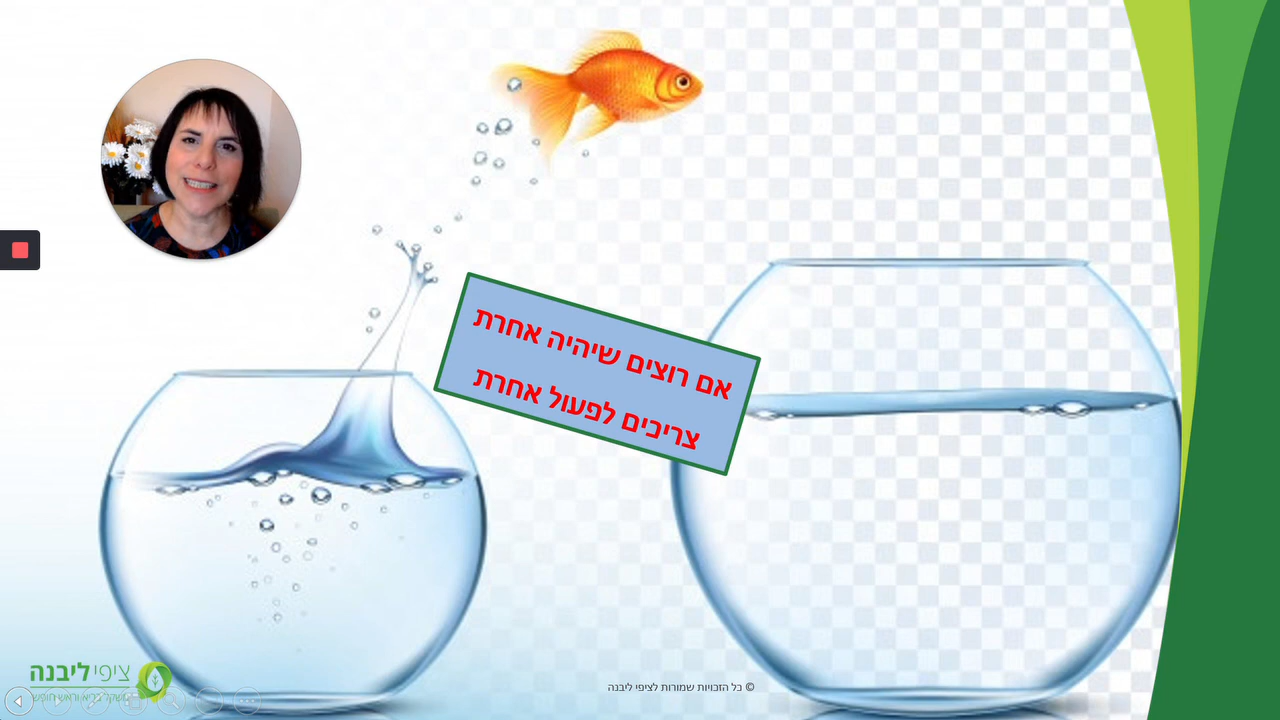 אם רוצים שיהיה אחרת
צריכים לפעול אחרת
ציפי ליבנה
© כל הזכויות שמורות לציפי ליבנה